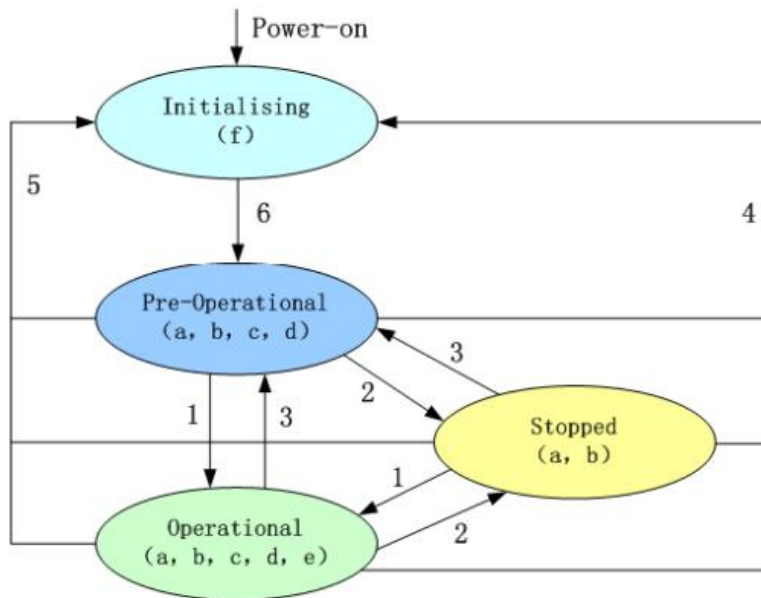 Power-on
Initialising
(f)
5
6
4
Pre-Operational
(a, b, c, d)
3
2
1
3
Stopped
(a, b)
1
Operational
(a, b, c, d, e)
2